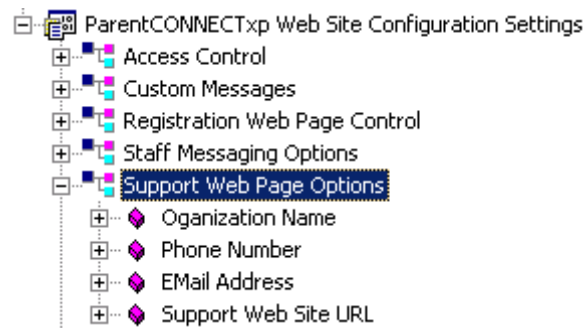 ParentCONNECTxp Web Site Configuration Settings
Access Control
Custom Messages
Registration Web Page Control
Staff Messaging Options
Support Web Page Options
Oganization Name
Phone Number
EMail Address
Support Web Site URL